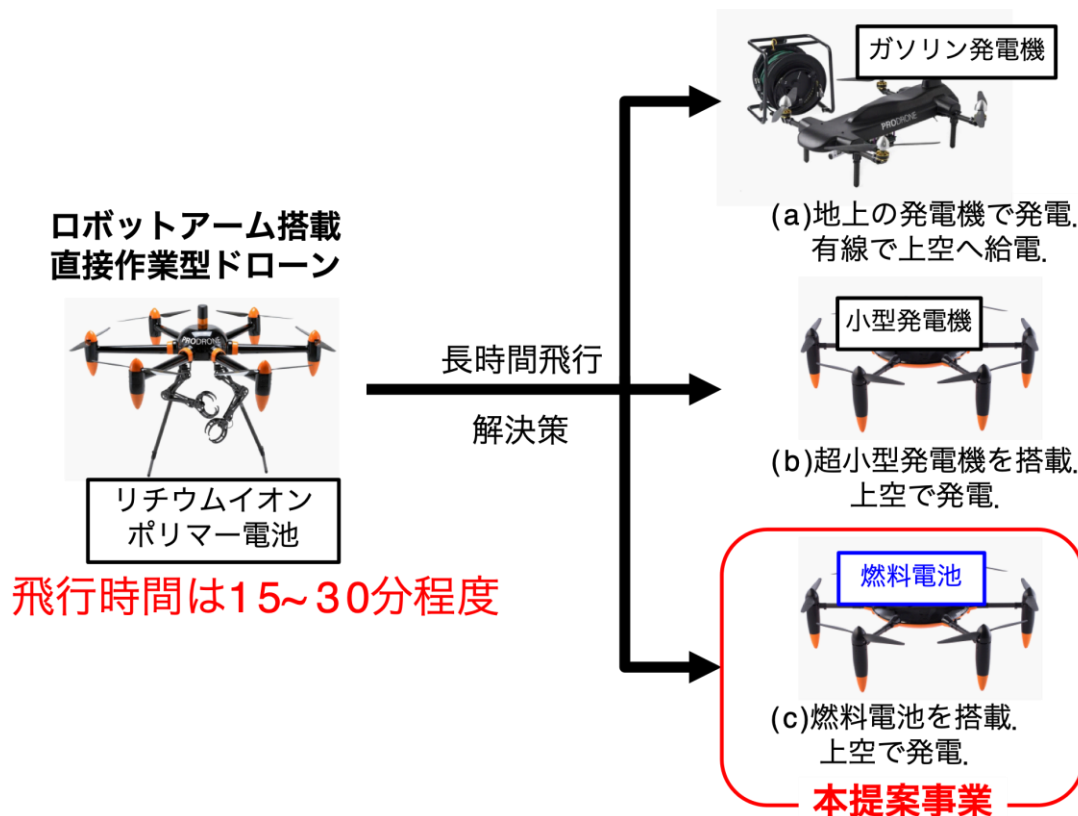 ロボットアーム搭載
直接作業型ドローン
PRODRONE
リチウムイオン
ポリマー電池
飛行時間は15~30分程度
長時間飛行
解決策
ガソリン発電機
PRODRONE
(a)地上の発電機で発電.
有線で上空へ給電.
小型発電機
(b)超小型発電機を搭載.
上空で発電.
燃料電池
(c)燃料電池を搭載.
上空で発電.
本提案事業